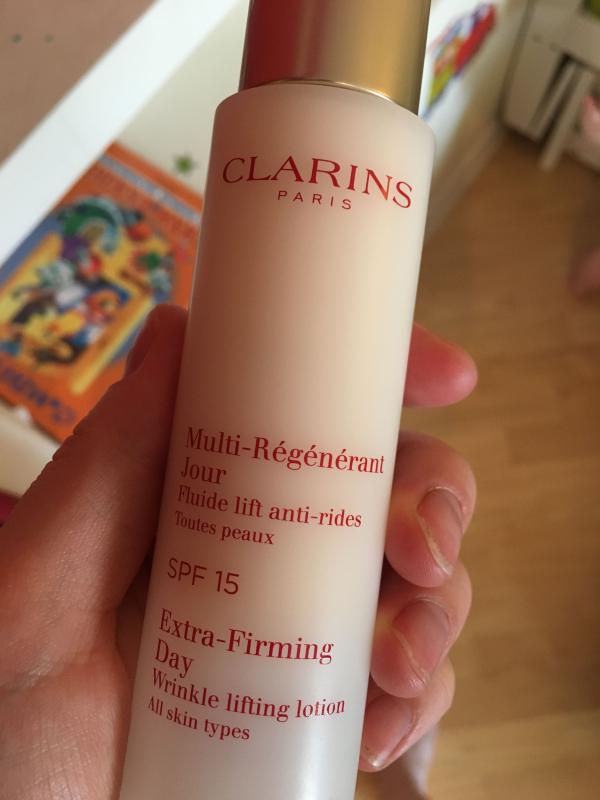 CLARINS
PARIS
Multi-Régénérant
Jour
Fluide lift anti-rides
Toutes peaux
SPF 15
Extra-Firming
Day
Wrinkle lifting lotion
All skin types